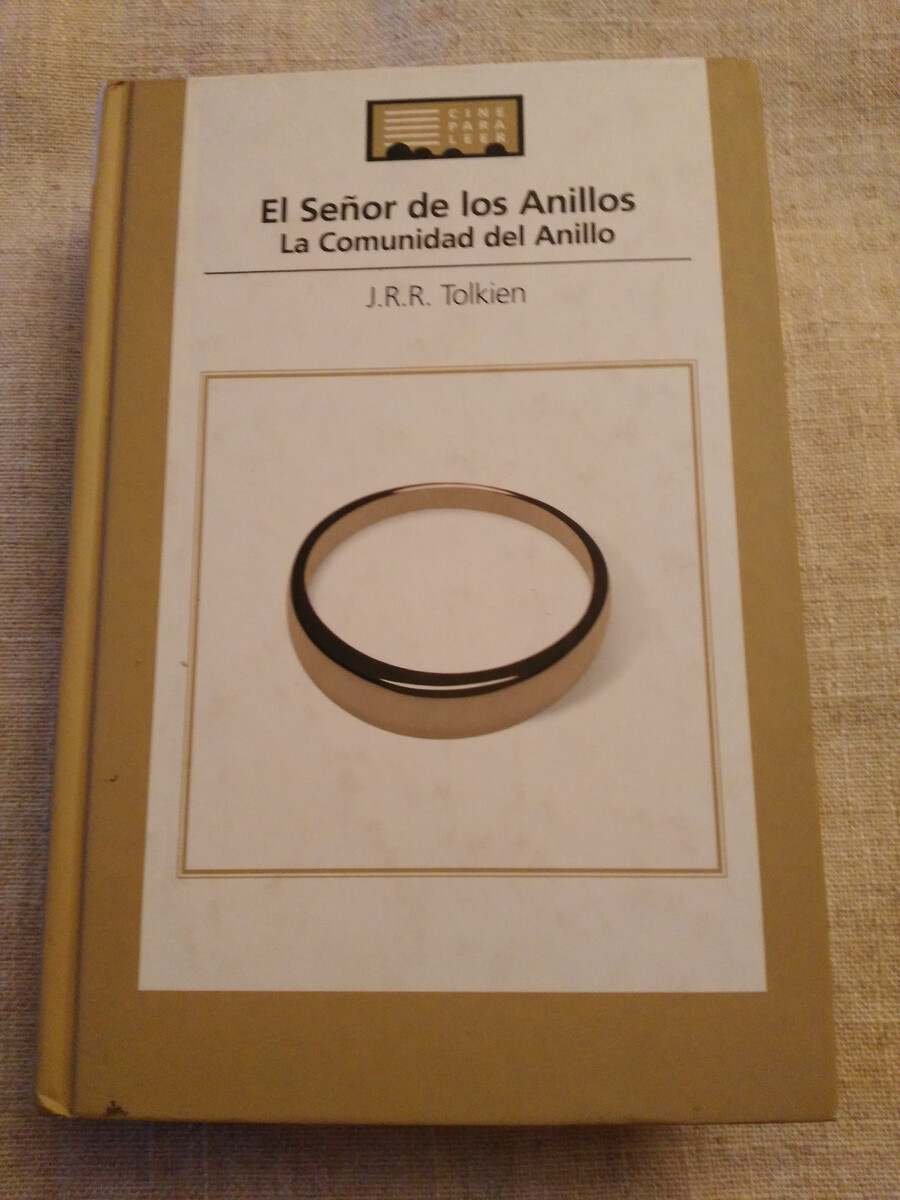 CINE
PARA
LEER
El Señor de los Anillos
La Comunidad del Anillo
J.R.R. Tolkien